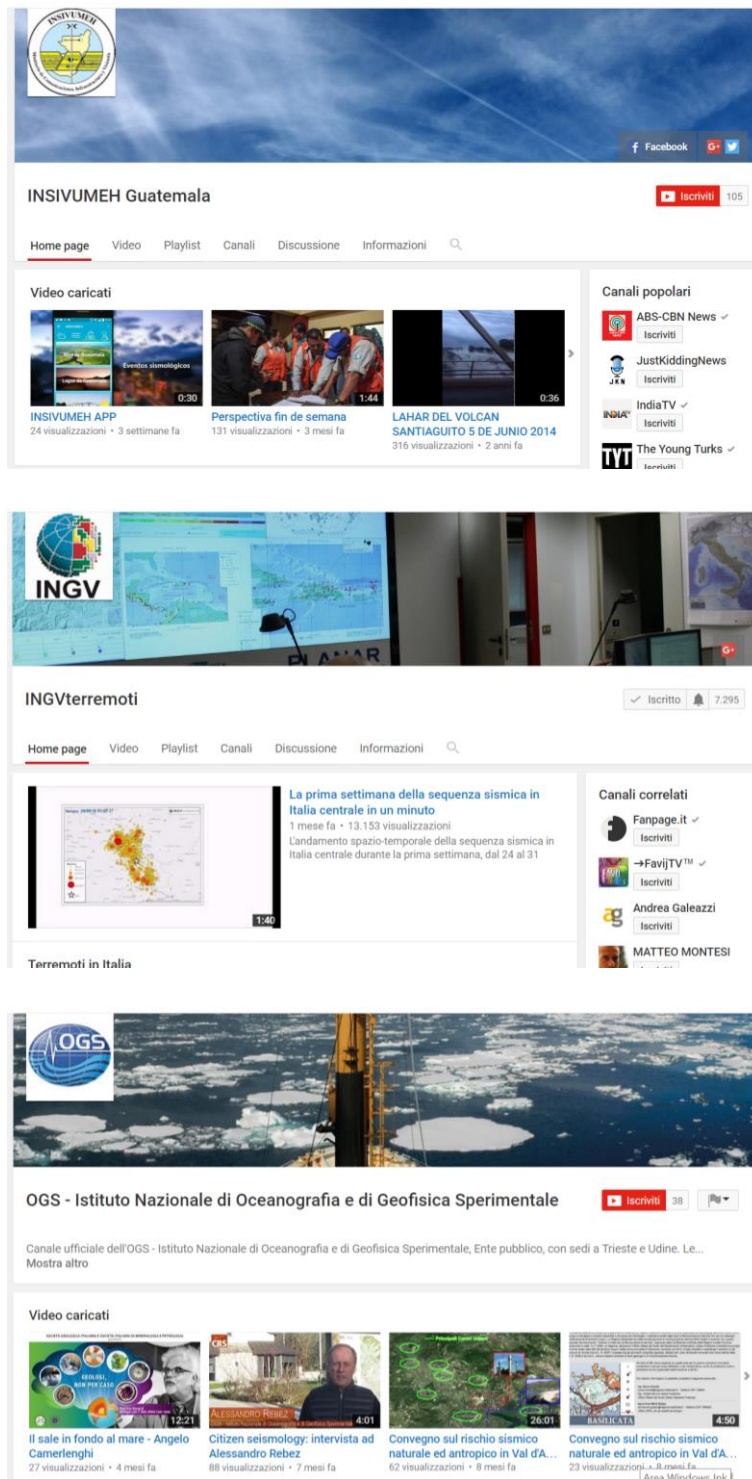 INSIVUMEH
Facebook
G+
INSIVUMEH Guatemala
Iscriviti 105
Home page Video Playlist Canali Discussione Informazioni
Video caricati
Eventos sismológicos
0:30
INSIVUMEH APP
24 visualizzazioni • 3 settimane fa
1:44
Perspectiva fin de semana
131 visualizzazioni • 3 mesi fa
0:36
LAHAR DEL VOLCAN
SANTIAGUITO 5 DE JUNIO 2014
316 visualizzazioni • 2 anni fa
Canali popolari
ABS-CBN News
Iscriviti
JKN
JustKiddingNews
Iscriviti
INDIA
IndiaTV
Iscriviti
TYT
The Young Turks
Iscriviti
INGV
PLANAR
G+
INGVterremoti
Iscritto 7.295
Home page Video Playlist Canali Discussione Informazioni
1:40
La prima settimana della sequenza sismica in
Italia centrale in un minuto
1 mese fa • 13.153 visualizzazioni
L'andamento spazio-temporale della sequenza sismica in
Italia centrale durante la prima settimana, dal 24 al 31
Terremoti in Italia
Canali correlati
Fanpage.it
Iscriviti
→FavijTV™
Iscriviti
ag
Andrea Galeazzi
Iscriviti
MATTEO MONTESI
OGS
OGS - Istituto Nazionale di Oceanografia e di Geofisica Sperimentale
Iscriviti 38
Canale ufficiale dell'OGS - Istituto Nazionale di Oceanografia e di Geofisica Sperimentale, Ente pubblico, con sedi a Trieste e Udine. Le...
Mostra altro
Video caricati
GEOLOGI,
NON PER CASO
12:21
Il sale in fondo al mare - Angelo
Camerlenghi
27 visualizzazioni • 4 mesi fa
CBS
ALESSANDRO REBEZ
4:01
Citizen seismology: intervista ad
Alessandro Rebez
88 visualizzazioni • 7 mesi fa
26:01
Convegno sul rischio sismico
naturale ed antropico in Val d'A...
62 visualizzazioni • 8 mesi fa
BASILICATA
4:50
Convegno sul rischio sismico
naturale ed antropico in Val d'A...
23 visualizzazioni • 8 mesi fa
Area Windows Ink